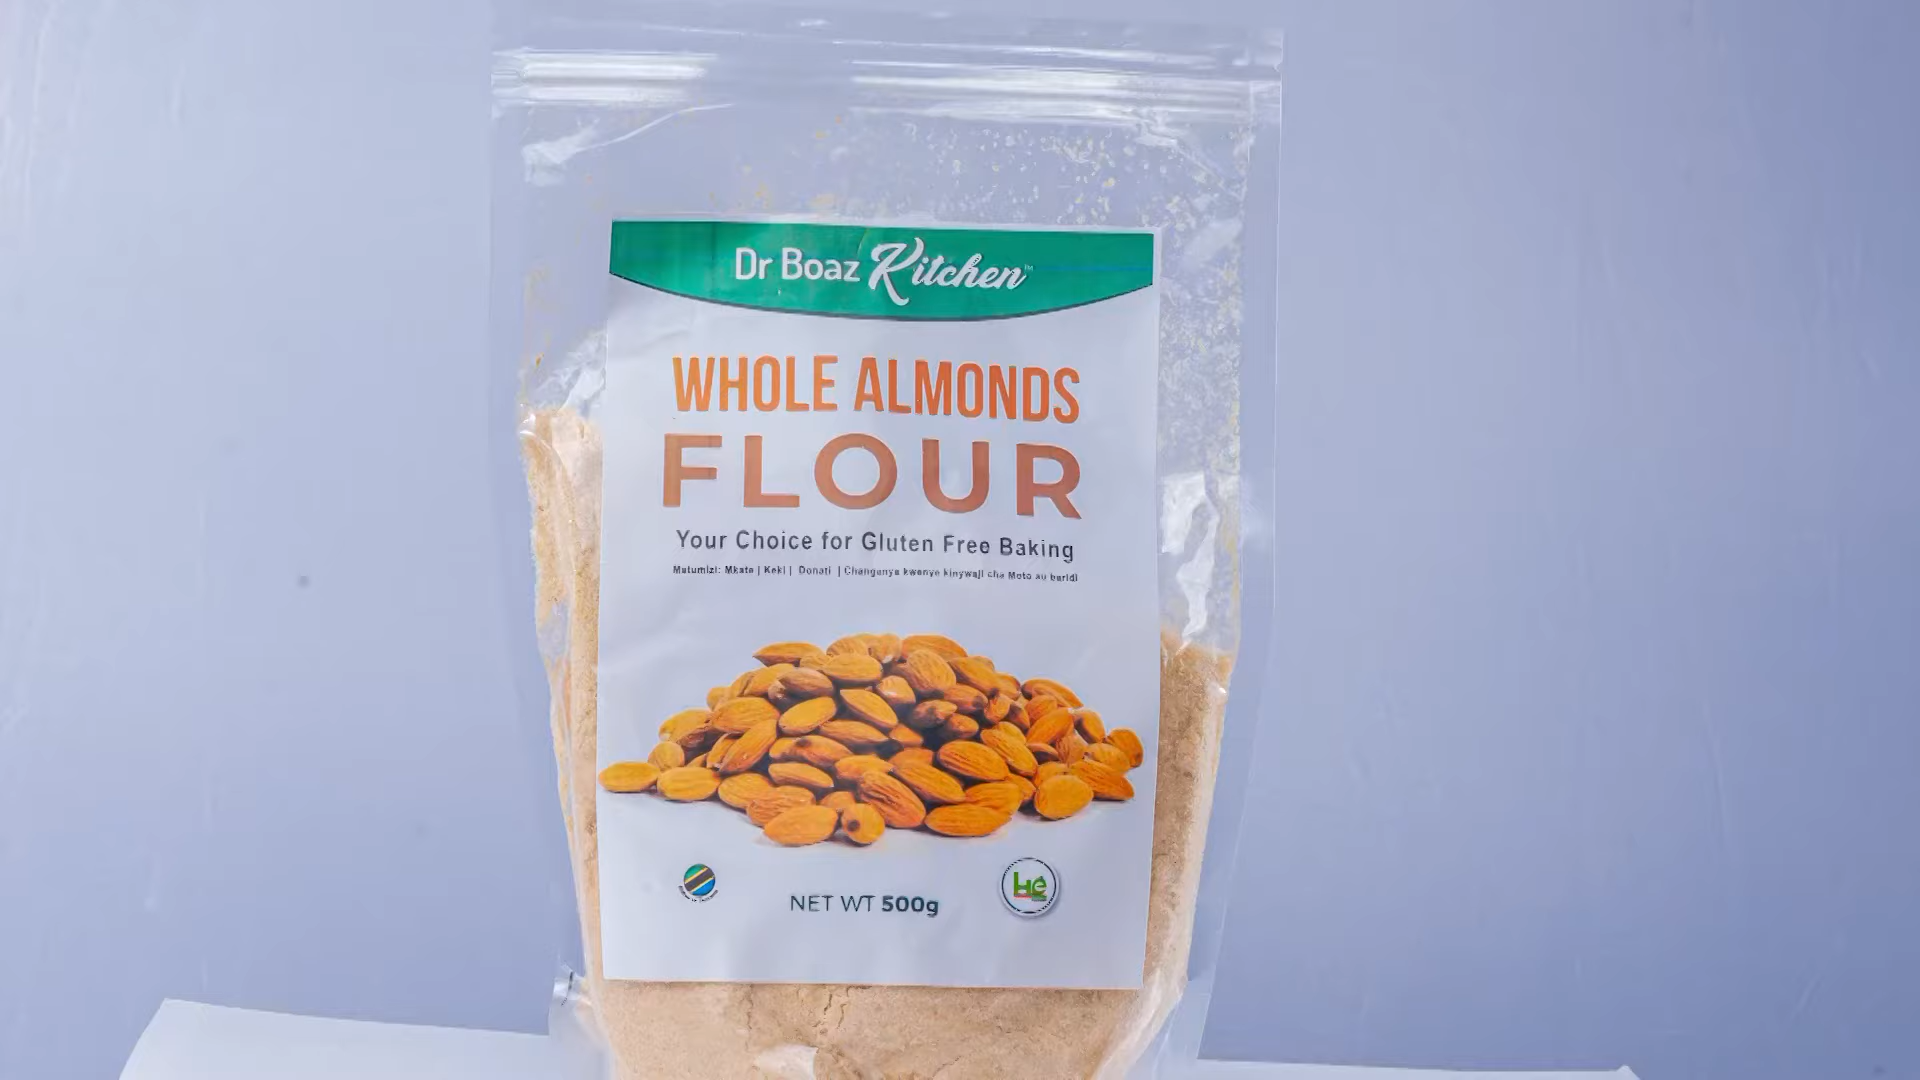 Dr Boaz Kitchen™
WHOLE ALMONDS
FLOUR
Your Choice for Gluten Free Baking
Matumizi: Mkate | Keki | Donati | Changanya kwenye kinywaji cha Moto au baridi
NET WT 500g